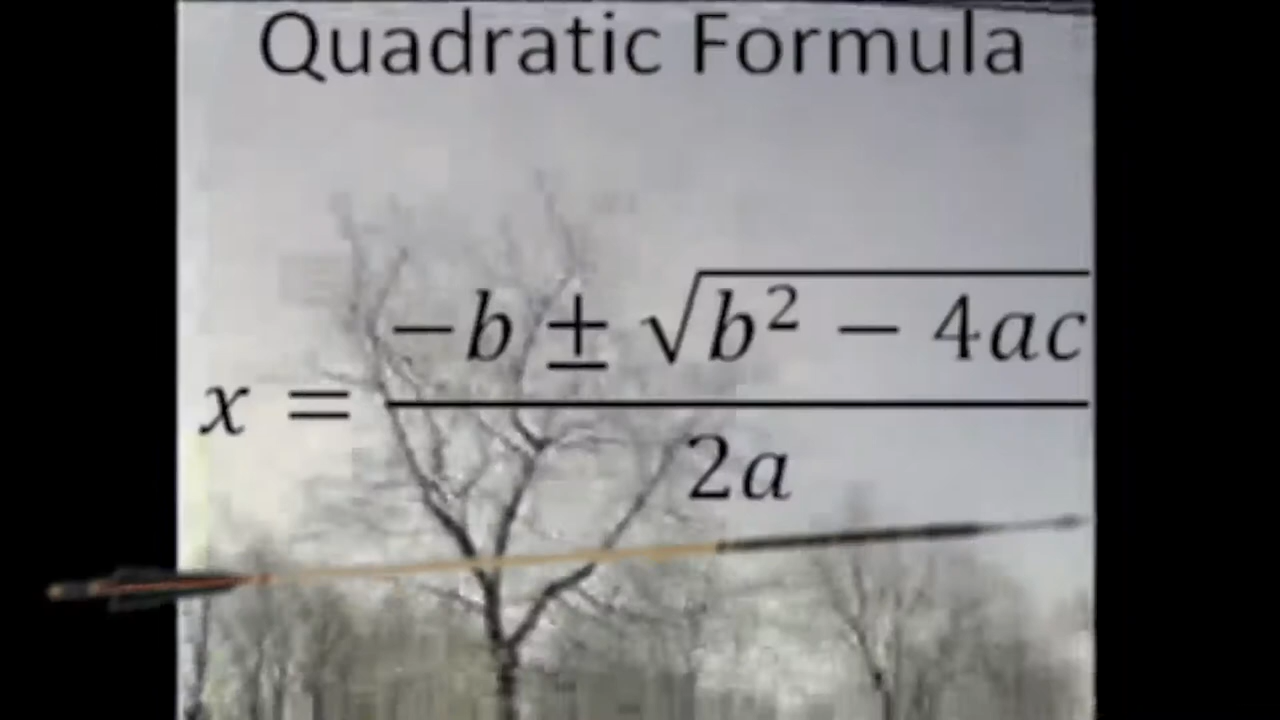 Quadratic Formula
x = −b ± √b² − 4ac / 2a